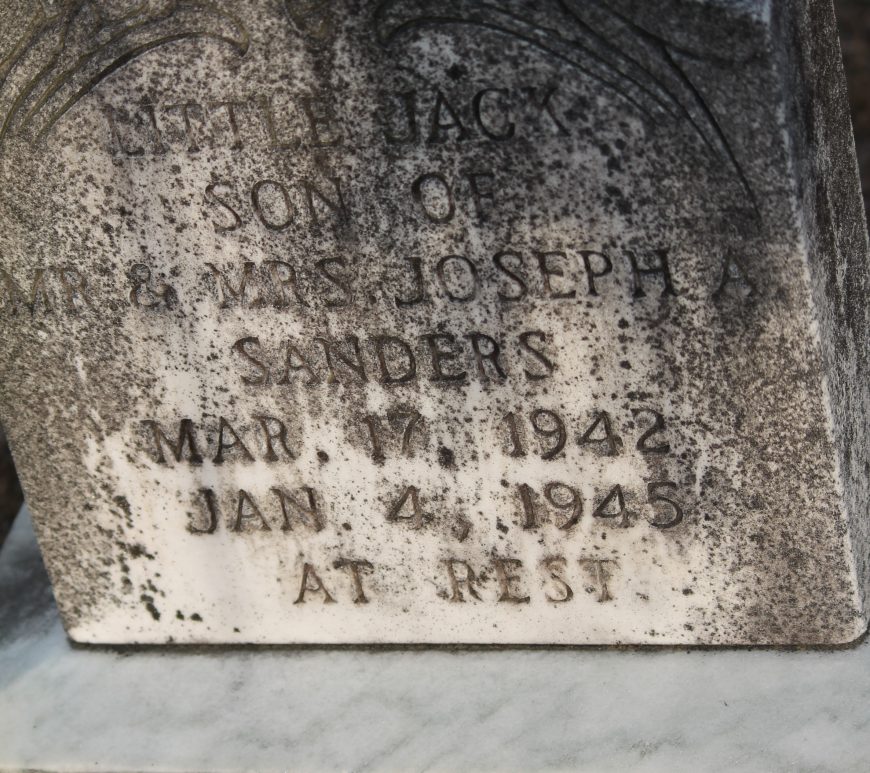 LITTLE JACK
SON OF
MR & MRS. JOSEPH A
SANDERS
MAR. 17, 1942
JAN. 4, 1945
AT REST.